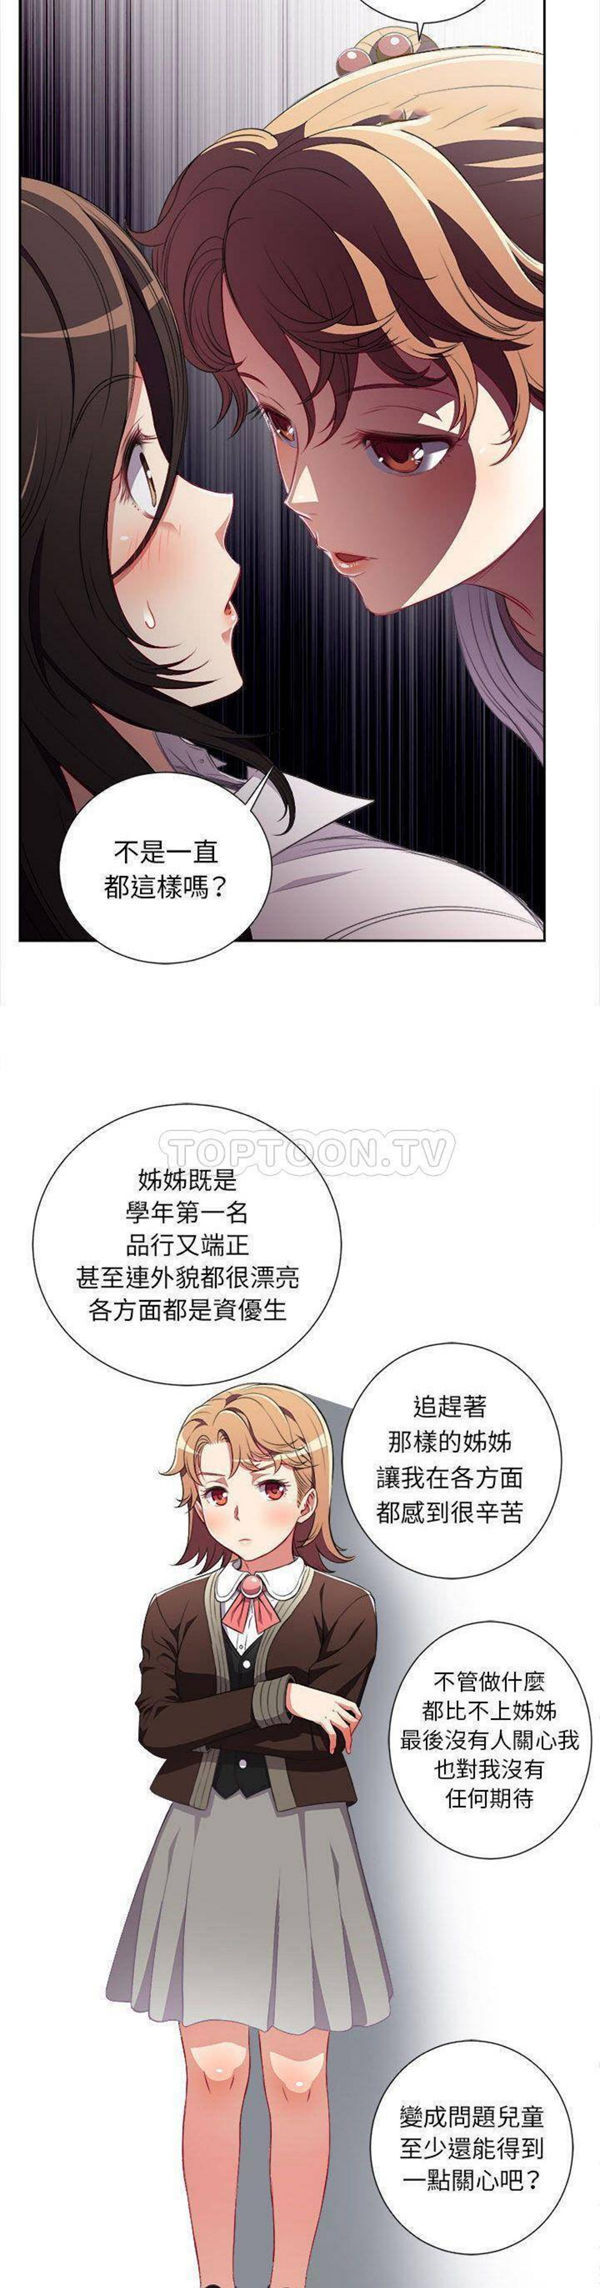 不是一直
都這樣嗎？
TOPTOON.TV
姊姊既是
學年第一名
品行又端正
甚至連外貌都很漂亮
各方面都是資優生
追趕著
那樣的姊姊
讓我在各方面
都感到很辛苦
不管做什麼
都比不上姊姊
最後沒有人關心我
也對我沒有
任何期待
變成問題兒童
至少還能得到
一點關心吧？